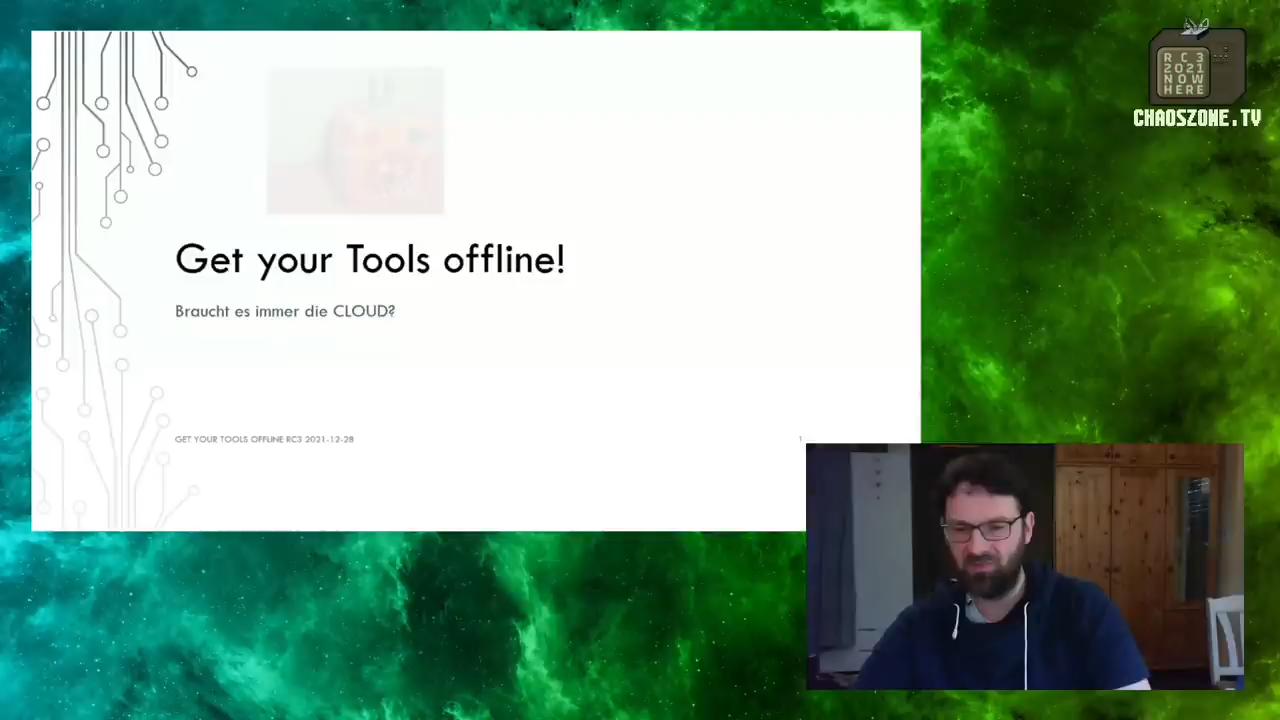 RC3
2021
NOW
HERE
CHAOSZONE.TV
Get your Tools offline!
Braucht es immer die CLOUD?
GET YOUR TOOLS OFFLINE RC3 2021-12-28
1